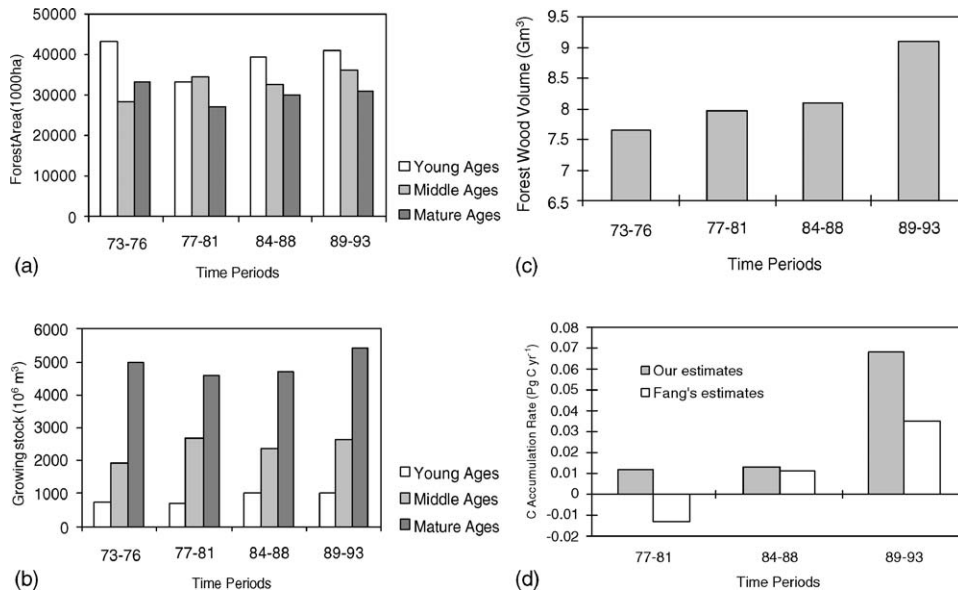 50000
40000
30000
20000
10000
0
ForestArea(1000ha)
Young Ages
Middle Ages
Mature Ages
73-76 77-81 84-88 89-93
(a)
Time Periods
9.5
9
8.5
8
7.5
7
6.5
Forest Wood Volume (Gm³)
73-76 77-81 84-88 89-93
(c)
Time Periods
6000
5000
4000
3000
2000
1000
0
Growing stock (10⁶ m³)
Young Ages
Middle Ages
Mature Ages
73-76 77-81 84-88 89-93
(b)
Time Periods
0.08
0.07
0.06
0.05
0.04
0.03
0.02
0.01
0
-0.01
-0.02
C Accumulation Rate (Pg C yr⁻¹)
Our estimates
Fang's estimates
77-81 84-88 89-93
(d)
Time Periods